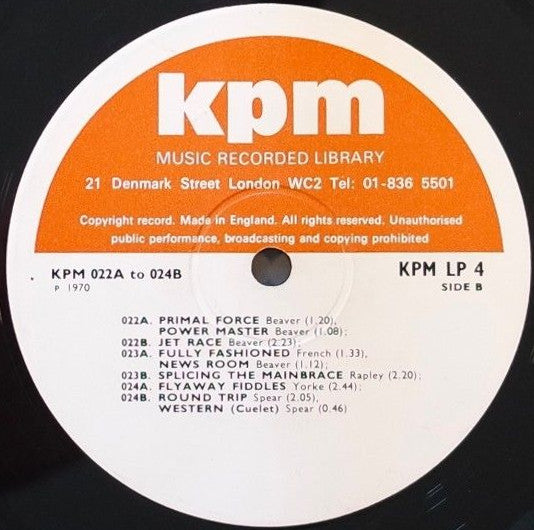 kpm
MUSIC RECORDED LIBRARY
21 Denmark Street London WC2 Tel: 01-836 5501
Copyright record. Made in England. All rights reserved. Unauthorised
public performance, broadcasting and copying prohibited
KPM 022A to 024B
KPM LP 4
P 1970
SIDE B
022A. PRIMAL FORCE Beaver (1.20),
POWER MASTER Beaver (1.08);
022B. JET RACE Beaver (2:23);
023A. FULLY FASHIONED French (1.33),
NEWS ROOM Beaver (1.12);
023B. SPLICING THE MAINBRACE Rapley (2.20);
024A. FLYAWAY FIDDLES Yorke (2.44);
024B. ROUND TRIP Spear (2.05),
WESTERN (Cuelet) Spear (0.46)